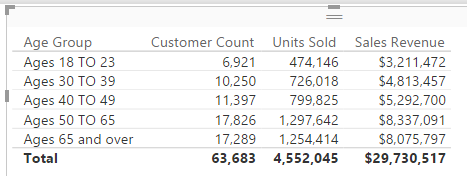 Age Group Customer Count Units Sold Sales Revenue
Ages 18 TO 23 6,921 474,146 $3,211,472
Ages 30 TO 39 10,250 726,018 $4,813,457
Ages 40 TO 49 11,397 799,825 $5,292,700
Ages 50 TO 65 17,826 1,297,642 $8,337,091
Ages 65 and over 17,289 1,254,414 $8,075,797
Total 63,683 4,552,045 $29,730,517